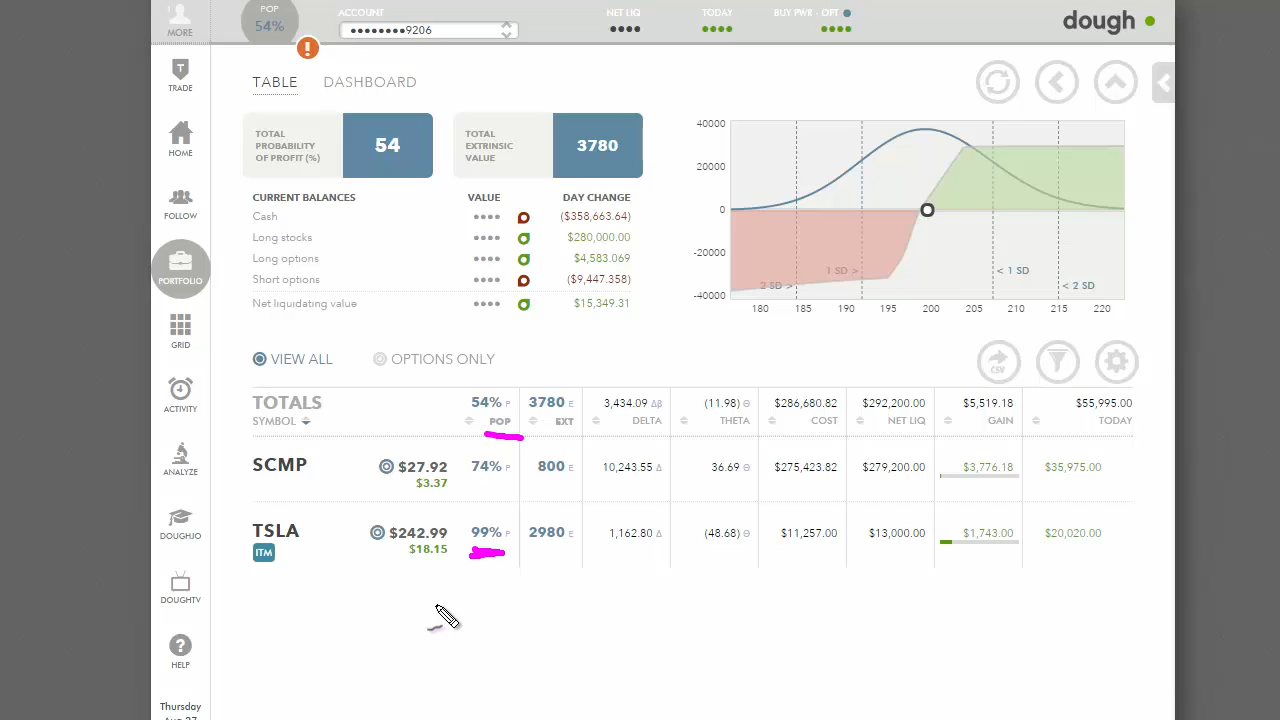 MORE
POP
54%
ACCOUNT
••••••••9206
NET LIQ
••••
TODAY
••••
BUY PWR - OPT
••••
dough
!
TRADE
HOME
FOLLOW
PORTFOLIO
GRID
ACTIVITY
ANALYZE
DOUGHJO
DOUGHTV
HELP
Thursday
TABLE DASHBOARD
TOTAL PROBABILITY OF PROFIT (%)
54
TOTAL EXTRINSIC VALUE
3780
CURRENT BALANCES VALUE DAY CHANGE
Cash •••• ($358,663.64)
Long stocks •••• $280,000.00
Long options •••• $4,583.069
Short options •••• ($9,447.358)
Net liquidating value •••• $15,349.31
40000
20000
0
-20000
-40000
1 SD > < 1 SD
2 SD > < 2 SD
180 185 190 195 200 205 210 215 220
VIEW ALL OPTIONS ONLY
CSV
TOTALS 54% P 3780 E 3,434.09 Δβ (11.98) Θ $286,680.82 $292,200.00 $5,519.18 $55,995.00
SYMBOL POP EXT DELTA THETA COST NET LIQ GAIN TODAY
SCMP $27.92 74% P 800 E 10,243.55 Δ 36.69 Θ $275,423.82 $279,200.00 $3,776.18 $35,975.00
$3.37
TSLA $242.99 99% P 2980 E 1,162.80 Δ (48.68) Θ $11,257.00 $13,000.00 $1,743.00 $20,020.00
ITM $18.15